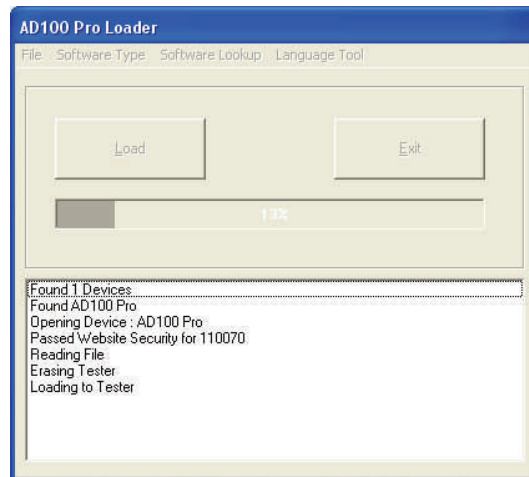 AD100 Pro Loader
File Software Type Software Lookup Language Tool
Load Exit
13%
Found 1 Devices
Found AD100 Pro
Opening Device : AD100 Pro
Passed Website Security for 110070
Reading File
Erasing Tester
Loading to Tester